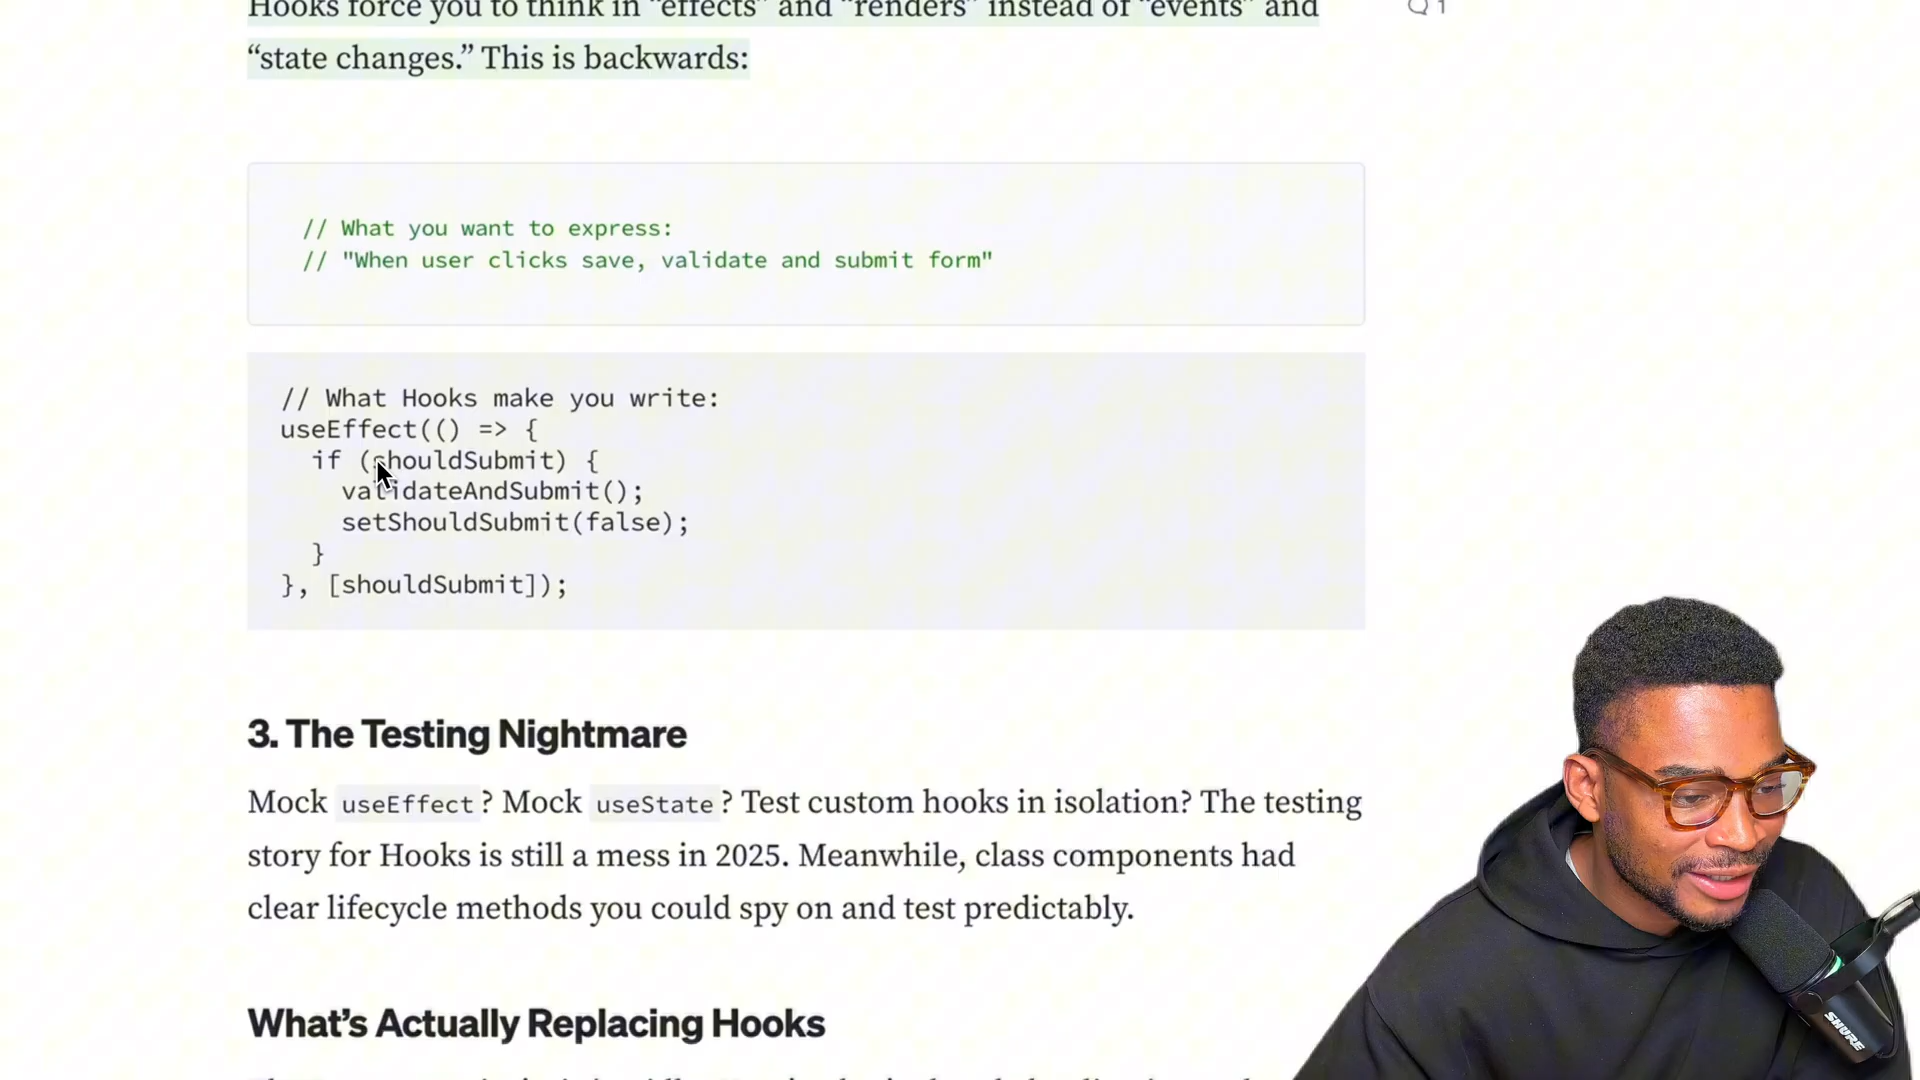 Hooks force you to think in “effects” and “renders” instead of “events” and
1
“state changes.” This is backwards:
// What you want to express:
// "When user clicks save, validate and submit form"
// What Hooks make you write:
useEffect(() => {
if (shouldSubmit) {
validateAndSubmit();
setShouldSubmit(false);
}
}, [shouldSubmit]);
3. The Testing Nightmare
Mock useEffect? Mock useState? Test custom hooks in isolation? The testing
story for Hooks is still a mess in 2025. Meanwhile, class components had
clear lifecycle methods you could spy on and test predictably.
What’s Actually Replacing Hooks
SHURE